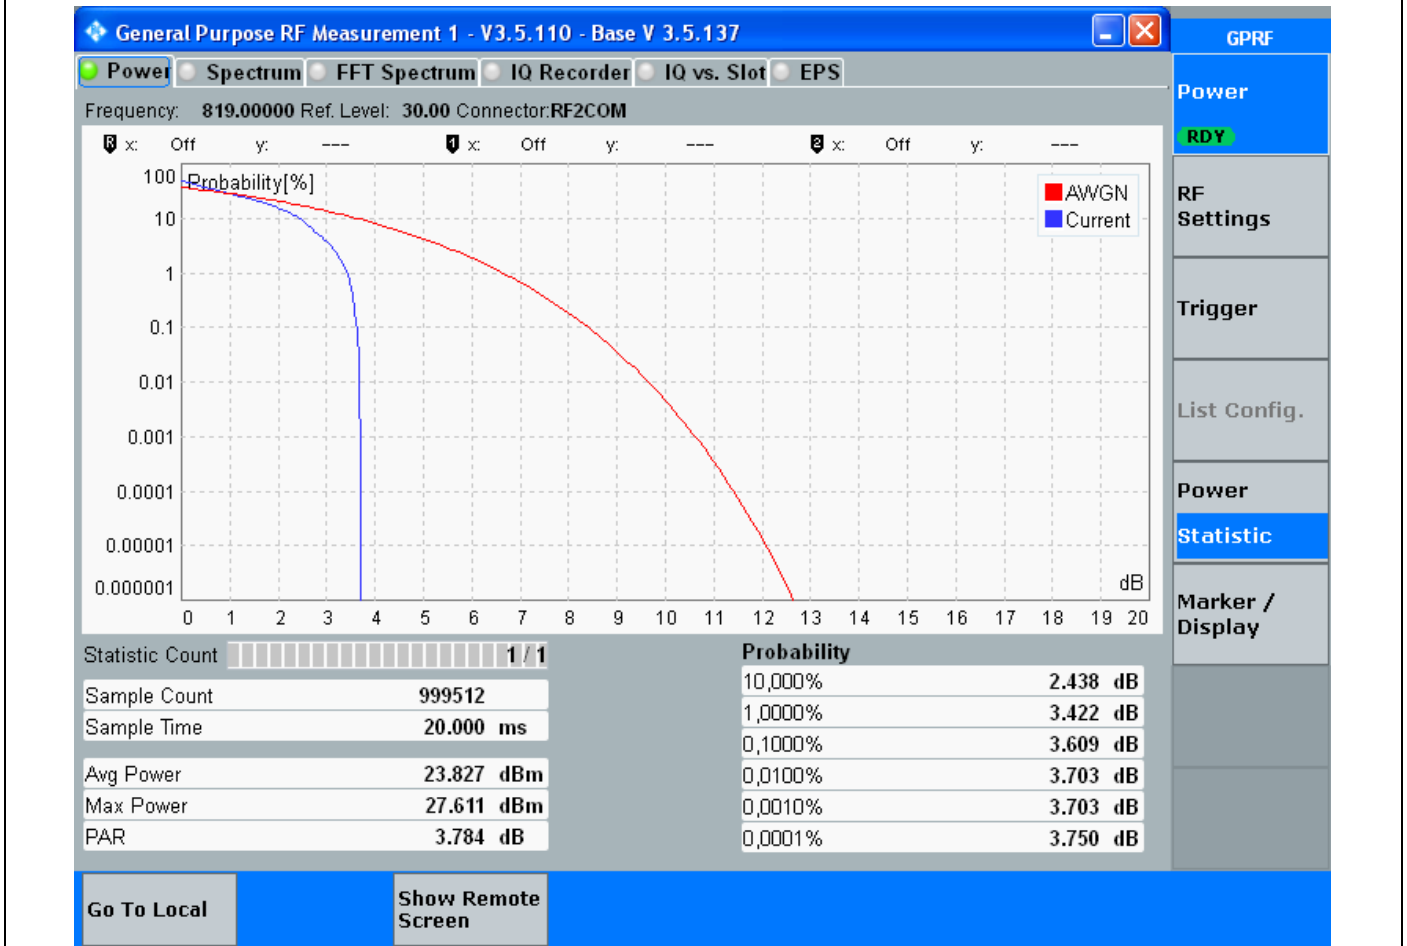 General Purpose RF Measurement 1 - V3.5.110 - Base V 3.5.137
GPRF
Power Spectrum FFT Spectrum IQ Recorder IQ vs. Slot EPS
Frequency: 819.00000 Ref. Level: 30.00 Connector:RF2COM
R x: Off y: --- 1 x: Off y: --- 2 x: Off y: ---
Probability[%]
AWGN
Current
100
10
1
0.1
0.01
0.001
0.0001
0.00001
0.000001
dB
0 1 2 3 4 5 6 7 8 9 10 11 12 13 14 15 16 17 18 19 20
Statistic Count 1 / 1
Sample Count 999512
Sample Time 20.000 ms
Avg Power 23.827 dBm
Max Power 27.611 dBm
PAR 3.784 dB
Probability
10,000% 2.438 dB
1,0000% 3.422 dB
0,1000% 3.609 dB
0,0100% 3.703 dB
0,0010% 3.703 dB
0,0001% 3.750 dB
Power
RDY
RF
Settings
Trigger
List Config.
Power
Statistic
Marker /
Display
Go To Local
Show Remote
Screen